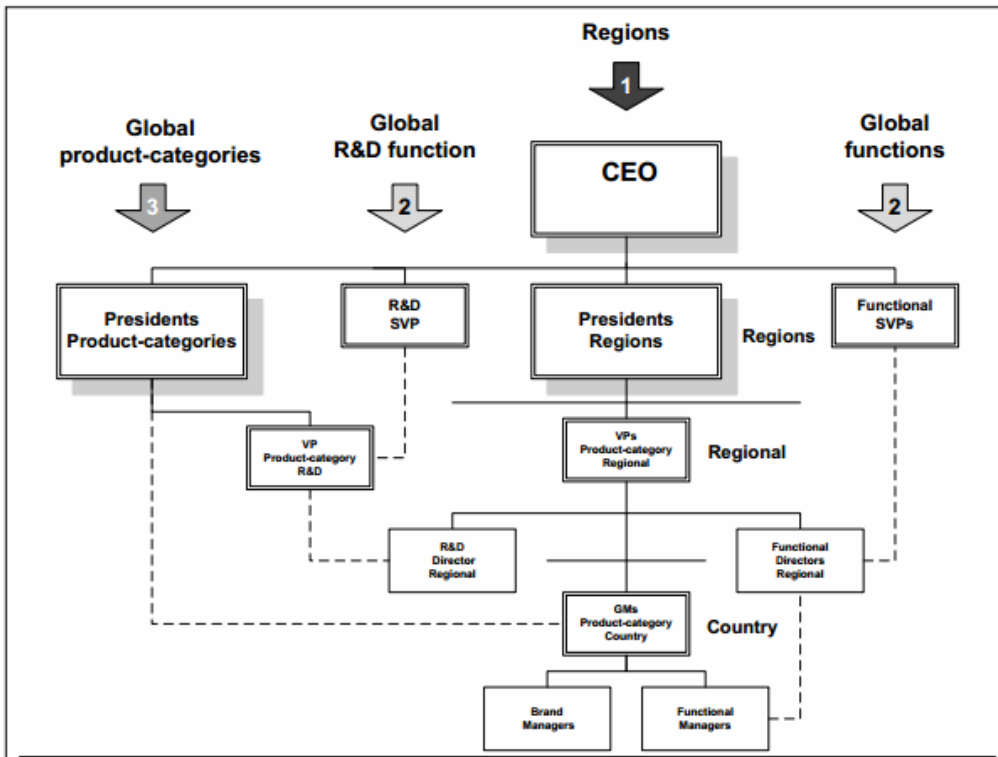 Regions
1
Global
product-categories
Global
R&D function
Global
functions
3
2
CEO
2
Presidents
Product-categories
R&D
SVP
Presidents
Regions
Regions
Functional
SVPs
VP
Product-category
R&D
VPs
Product-category
Regional
Regional
R&D
Director
Regional
Functional
Directors
Regional
GMs
Product-category
Country
Country
Brand
Managers
Functional
Managers